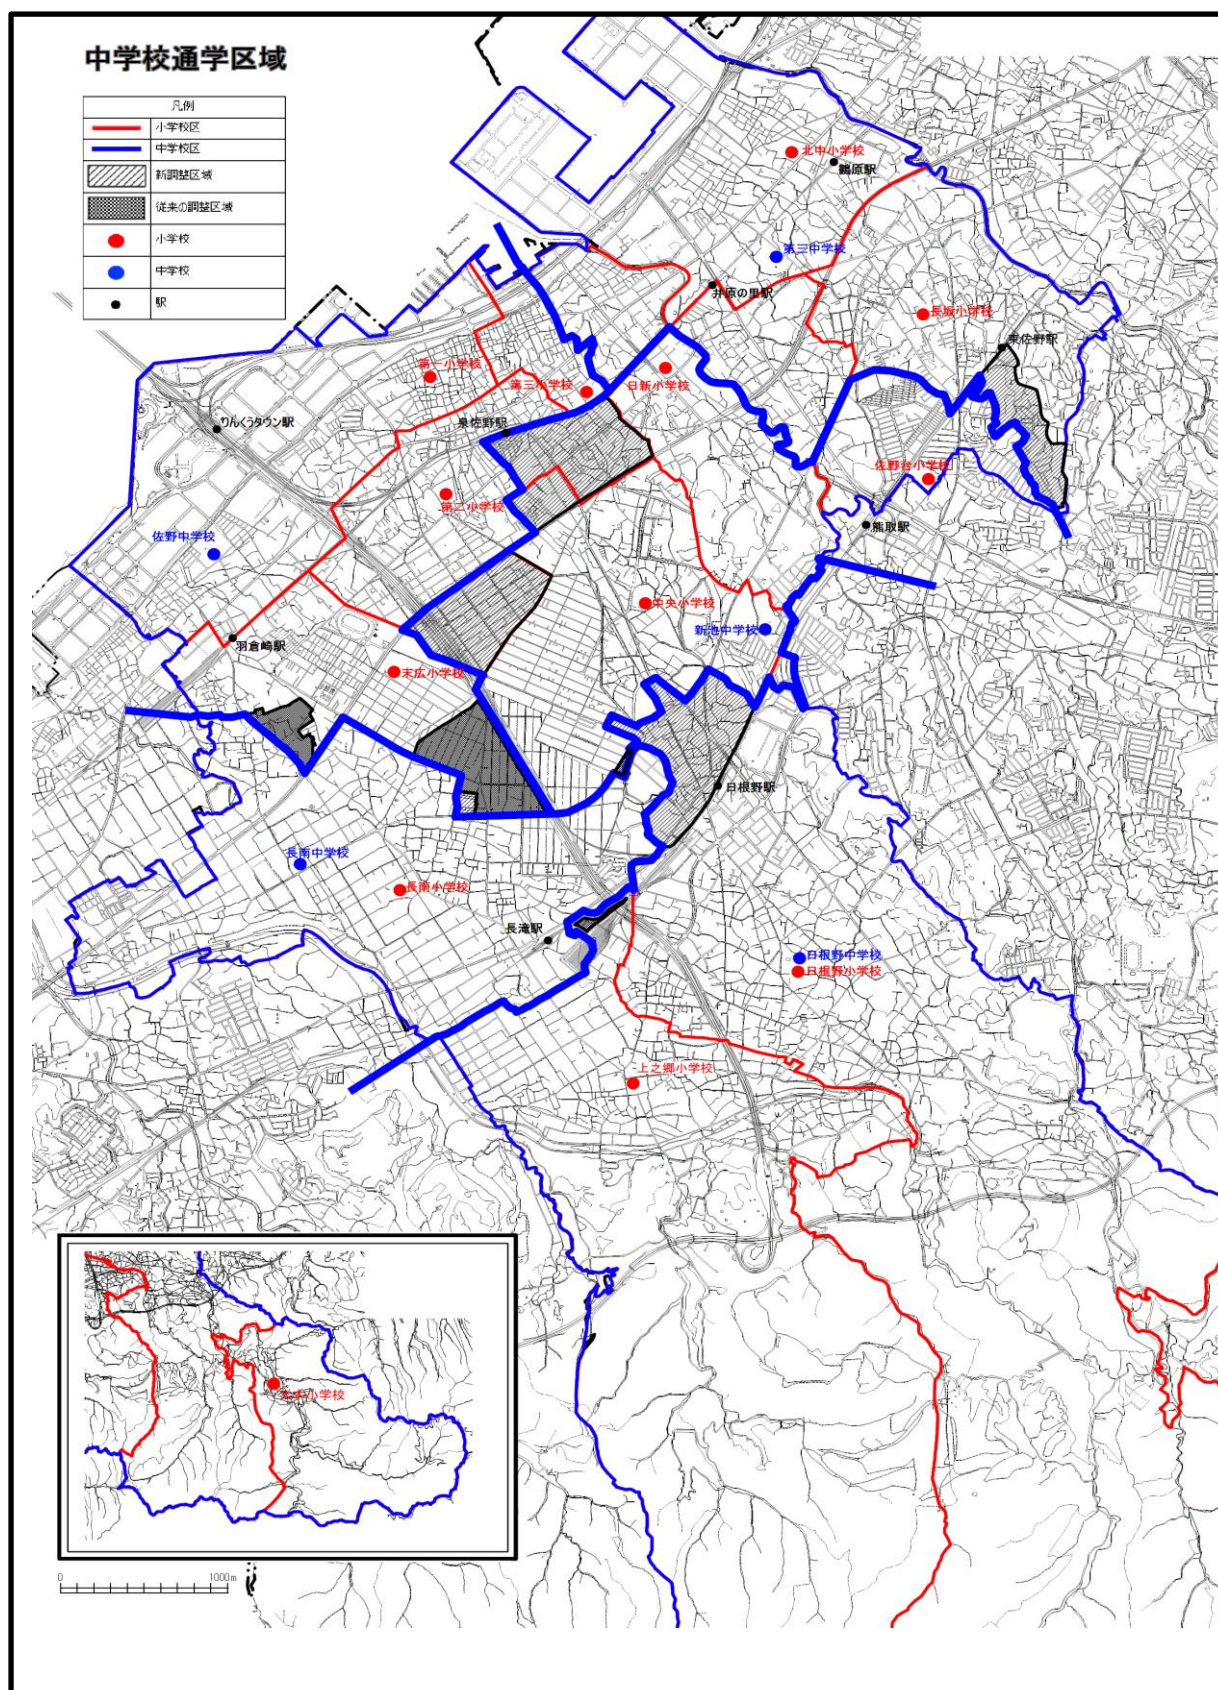 中学校通学区域
凡例
小学校区
中学校区
新調整区域
従来の調整区域
小学校
中学校
駅
北中小学校
鶴原駅
第三中学校
井原の里駅
長坂小学校
東佐野駅
第一小学校
第三小学校
日新小学校
りんくうタウン駅
泉佐野駅
佐野台小学校
第二小学校
熊取駅
佐野中学校
中央小学校
新池中学校
羽倉崎駅
末広小学校
日根野駅
長南中学校
長南小学校
長滝駅
日根野中学校
日根野小学校
上之郷小学校
小学校
0 1000m